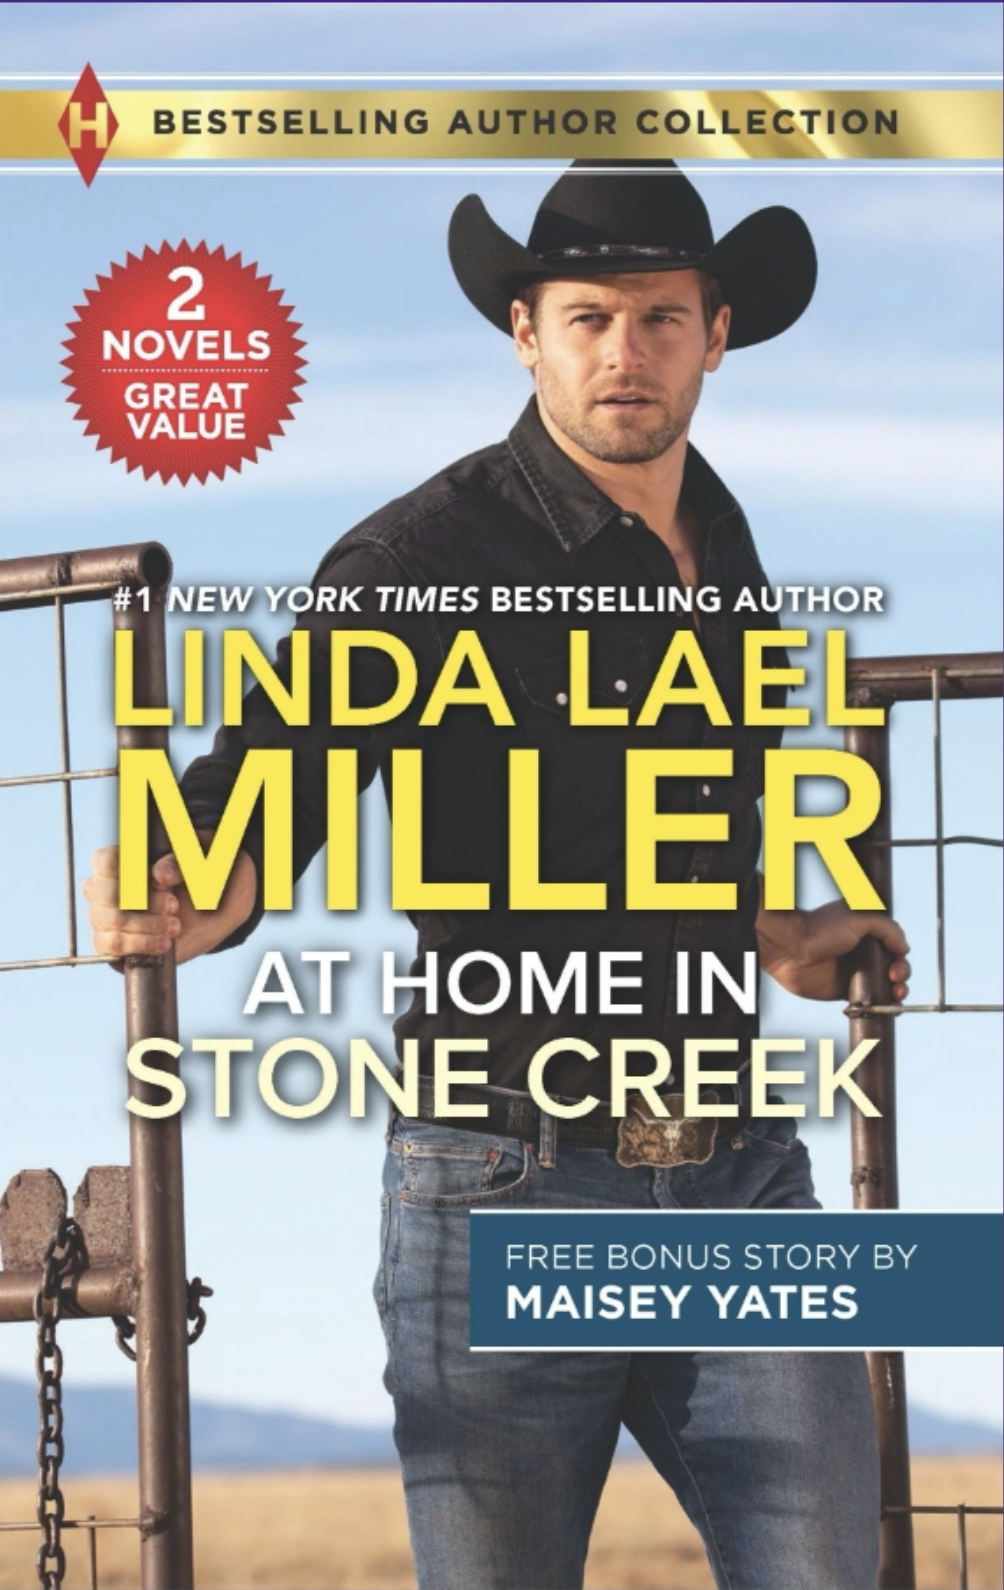 H BESTSELLING AUTHOR COLLECTION
2
NOVELS
GREAT
VALUE
#1 NEW YORK TIMES BESTSELLING AUTHOR
LINDA LAEL
MILLER
AT HOME IN
STONE CREEK
FREE BONUS STORY BY
MAISEY YATES